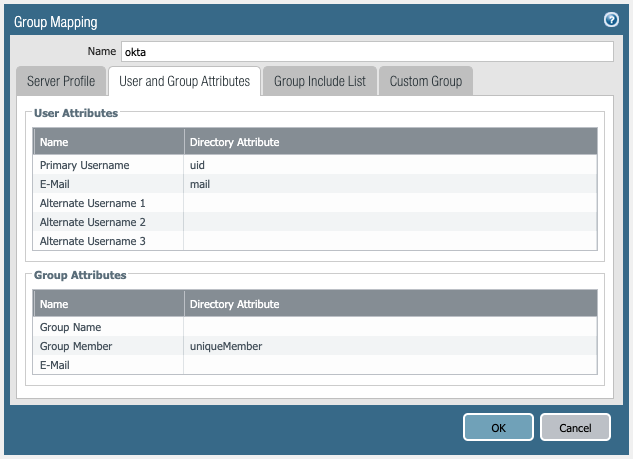 Group Mapping
?
Name okta
Server Profile User and Group Attributes Group Include List Custom Group
User Attributes
Name Directory Attribute
Primary Username uid
E-Mail mail
Alternate Username 1
Alternate Username 2
Alternate Username 3
Group Attributes
Name Directory Attribute
Group Name
Group Member uniqueMember
E-Mail
OK Cancel